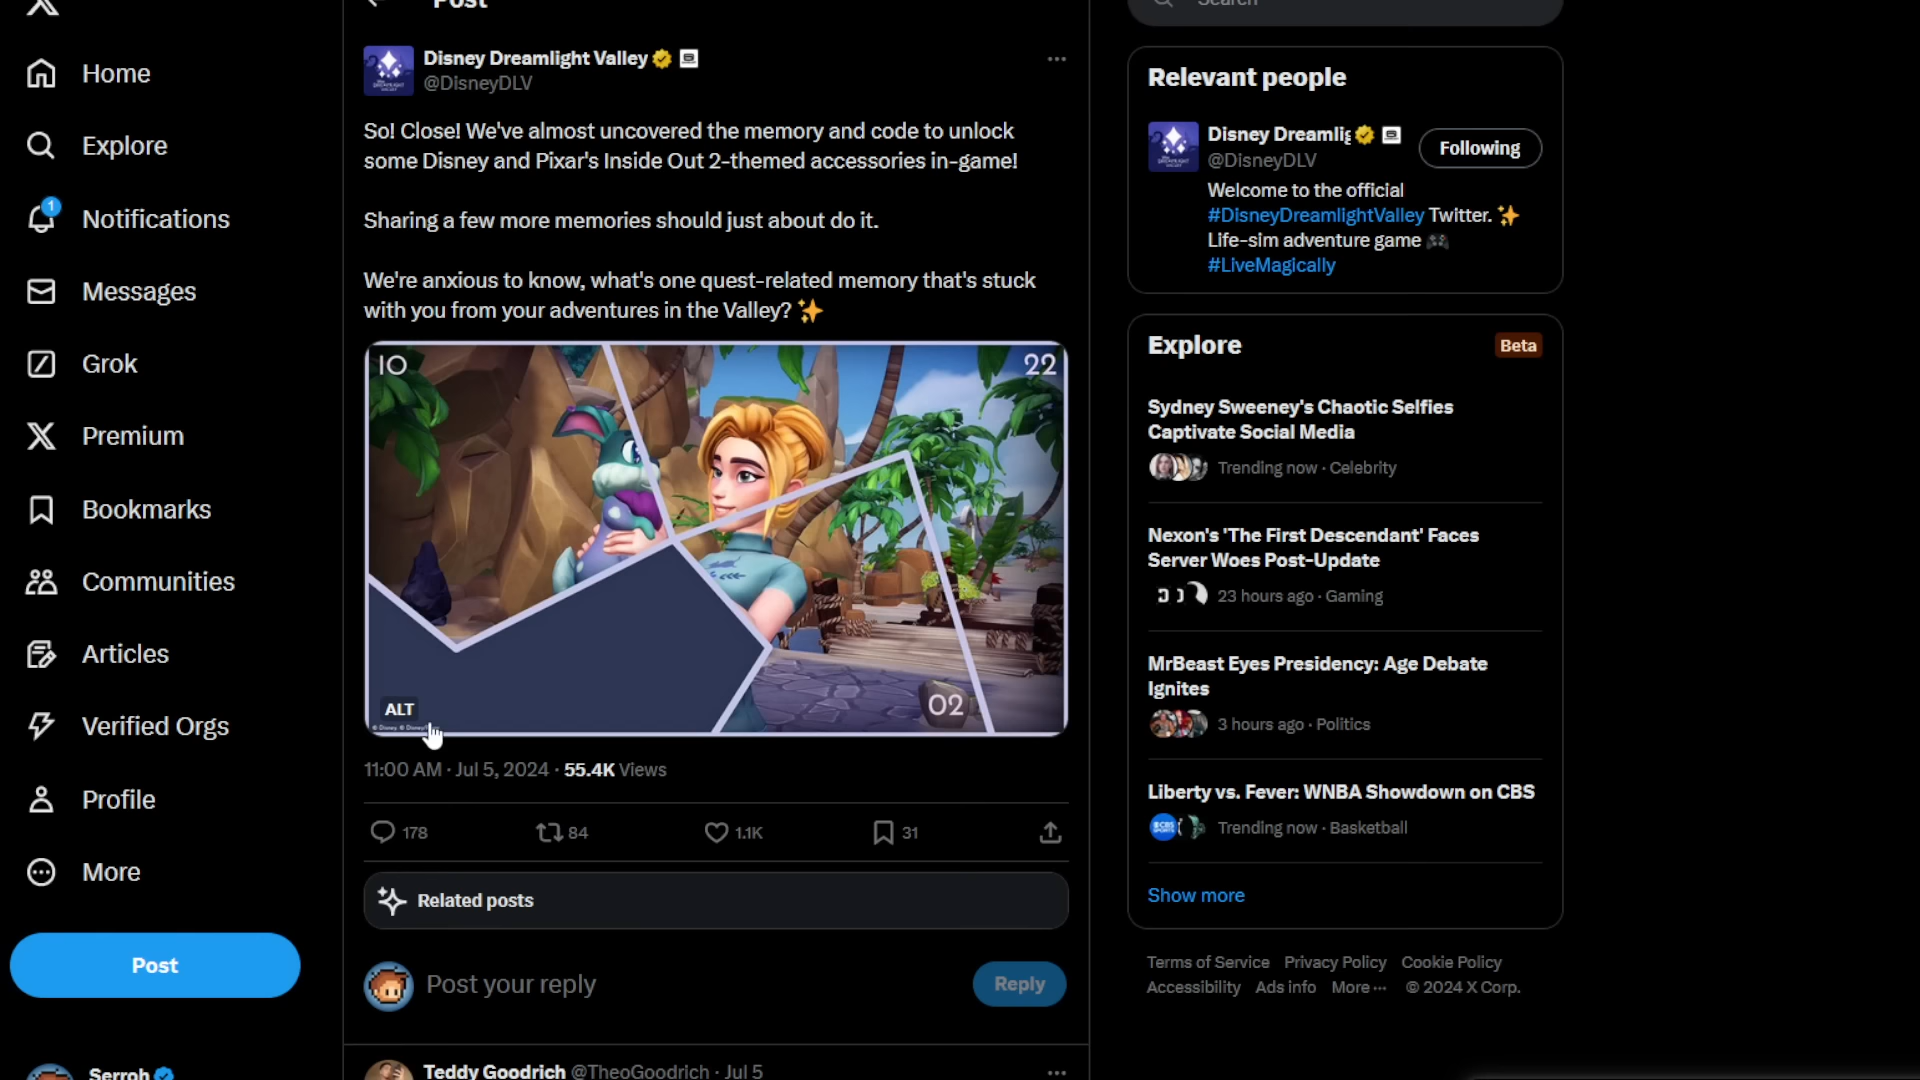 Home
Explore
1
Notifications
Messages
Grok
Premium
Bookmarks
Communities
Articles
Verified Orgs
Profile
More
Post
Serroh
Post
Disney Dreamlight Valley
@DisneyDLV
So! Close! We've almost uncovered the memory and code to unlock
some Disney and Pixar's Inside Out 2-themed accessories in-game!
Sharing a few more memories should just about do it.
We're anxious to know, what's one quest-related memory that's stuck
with you from your adventures in the Valley? ✨
IO
22
02
ALT
11:00 AM · Jul 5, 2024 · 55.4K Views
178
84
1.1K
31
Related posts
Post your reply
Reply
Teddy Goodrich @TheoGoodrich · Jul 5
Search
Relevant people
Disney Dreamlig
@DisneyDLV
Following
Welcome to the official
#DisneyDreamlightValley Twitter. ✨
Life-sim adventure game 🎮
#LiveMagically
Explore
Beta
Sydney Sweeney's Chaotic Selfies
Captivate Social Media
Trending now · Celebrity
Nexon's 'The First Descendant' Faces
Server Woes Post-Update
23 hours ago · Gaming
MrBeast Eyes Presidency: Age Debate
Ignites
3 hours ago · Politics
Liberty vs. Fever: WNBA Showdown on CBS
Trending now · Basketball
Show more
Terms of Service Privacy Policy Cookie Policy
Accessibility Ads info More ··· © 2024 X Corp.